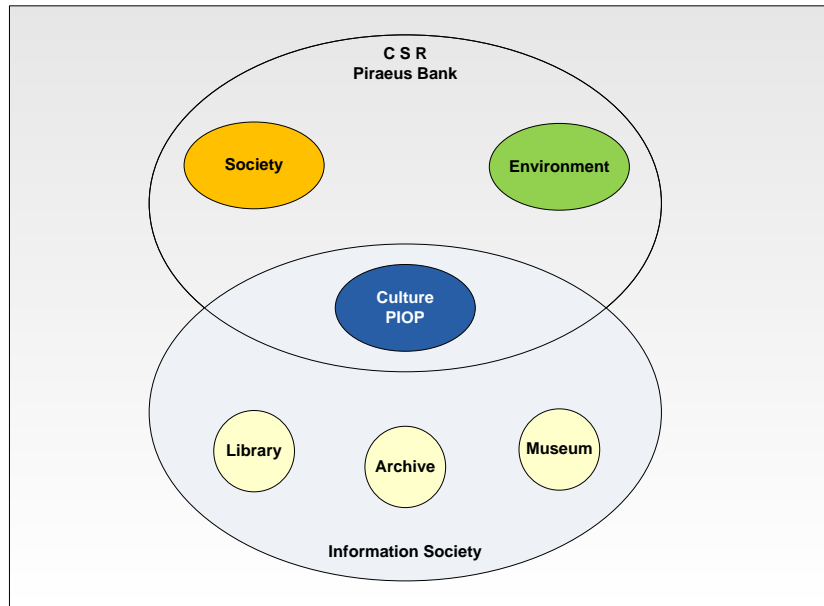 C S R
Piraeus Bank
Society
Environment
Culture
PIOP
Library
Archive
Museum
Information Society